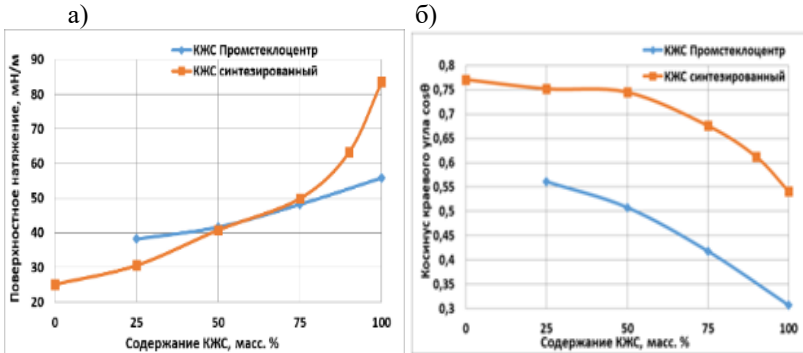 а)
б)
КЖС Промстеклоцентр
КЖС синтезированный
Поверхностное натяжение, мН/м
90
80
70
60
50
40
30
20
0
25
50
75
100
Содержание КЖС, масс. %
КЖС Промстеклоцентр
КЖС синтезированный
Косинус краевого угла cosθ
0,8
0,75
0,7
0,65
0,6
0,55
0,5
0,45
0,4
0,35
0,3
0
25
50
75
100
Содержание КЖС, масс. %